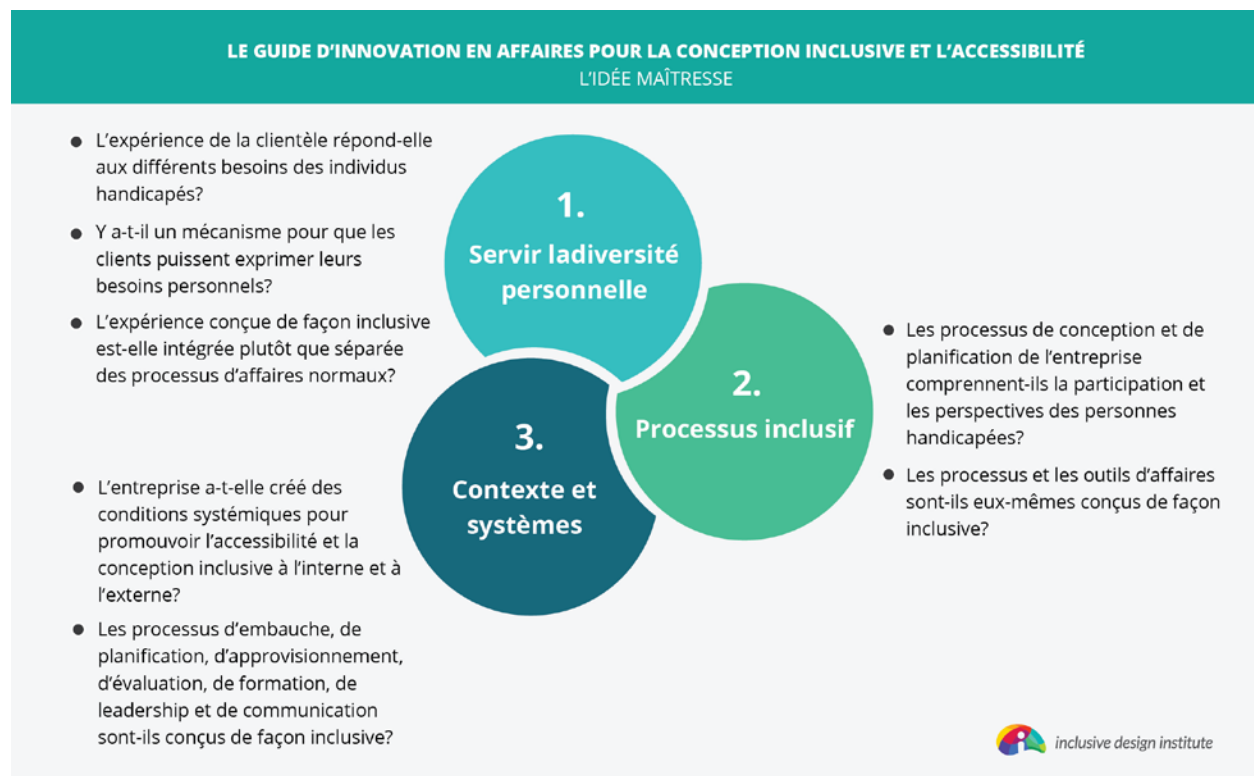 LE GUIDE D'INNOVATION EN AFFAIRES POUR LA CONCEPTION INCLUSIVE ET L'ACCESSIBILITÉ
L'IDÉE MAÎTRESSE
● L'expérience de la clientèle répond-elle
aux différents besoins des individus
handicapés?
● Y a-t-il un mécanisme pour que les
clients puissent exprimer leurs
besoins personnels?
● L'expérience conçue de façon inclusive
est-elle intégrée plutôt que séparée
des processus d'affaires normaux?
1.
Servir ladiversité
personnelle
2.
Processus inclusif
● Les processus de conception et de
planification de l'entreprise
comprennent-ils la participation et
les perspectives des personnes
handicapées?
● Les processus et les outils d'affaires
sont-ils eux-mêmes conçus de façon
inclusive?
3.
Contexte et
systèmes
● L'entreprise a-t-elle créé des
conditions systémiques pour
promouvoir l'accessibilité et la
conception inclusive à l'interne et à
l'externe?
● Les processus d'embauche, de
planification, d'approvisionnement,
d'évaluation, de formation, de
leadership et de communication
sont-ils conçus de façon inclusive?
inclusive design institute